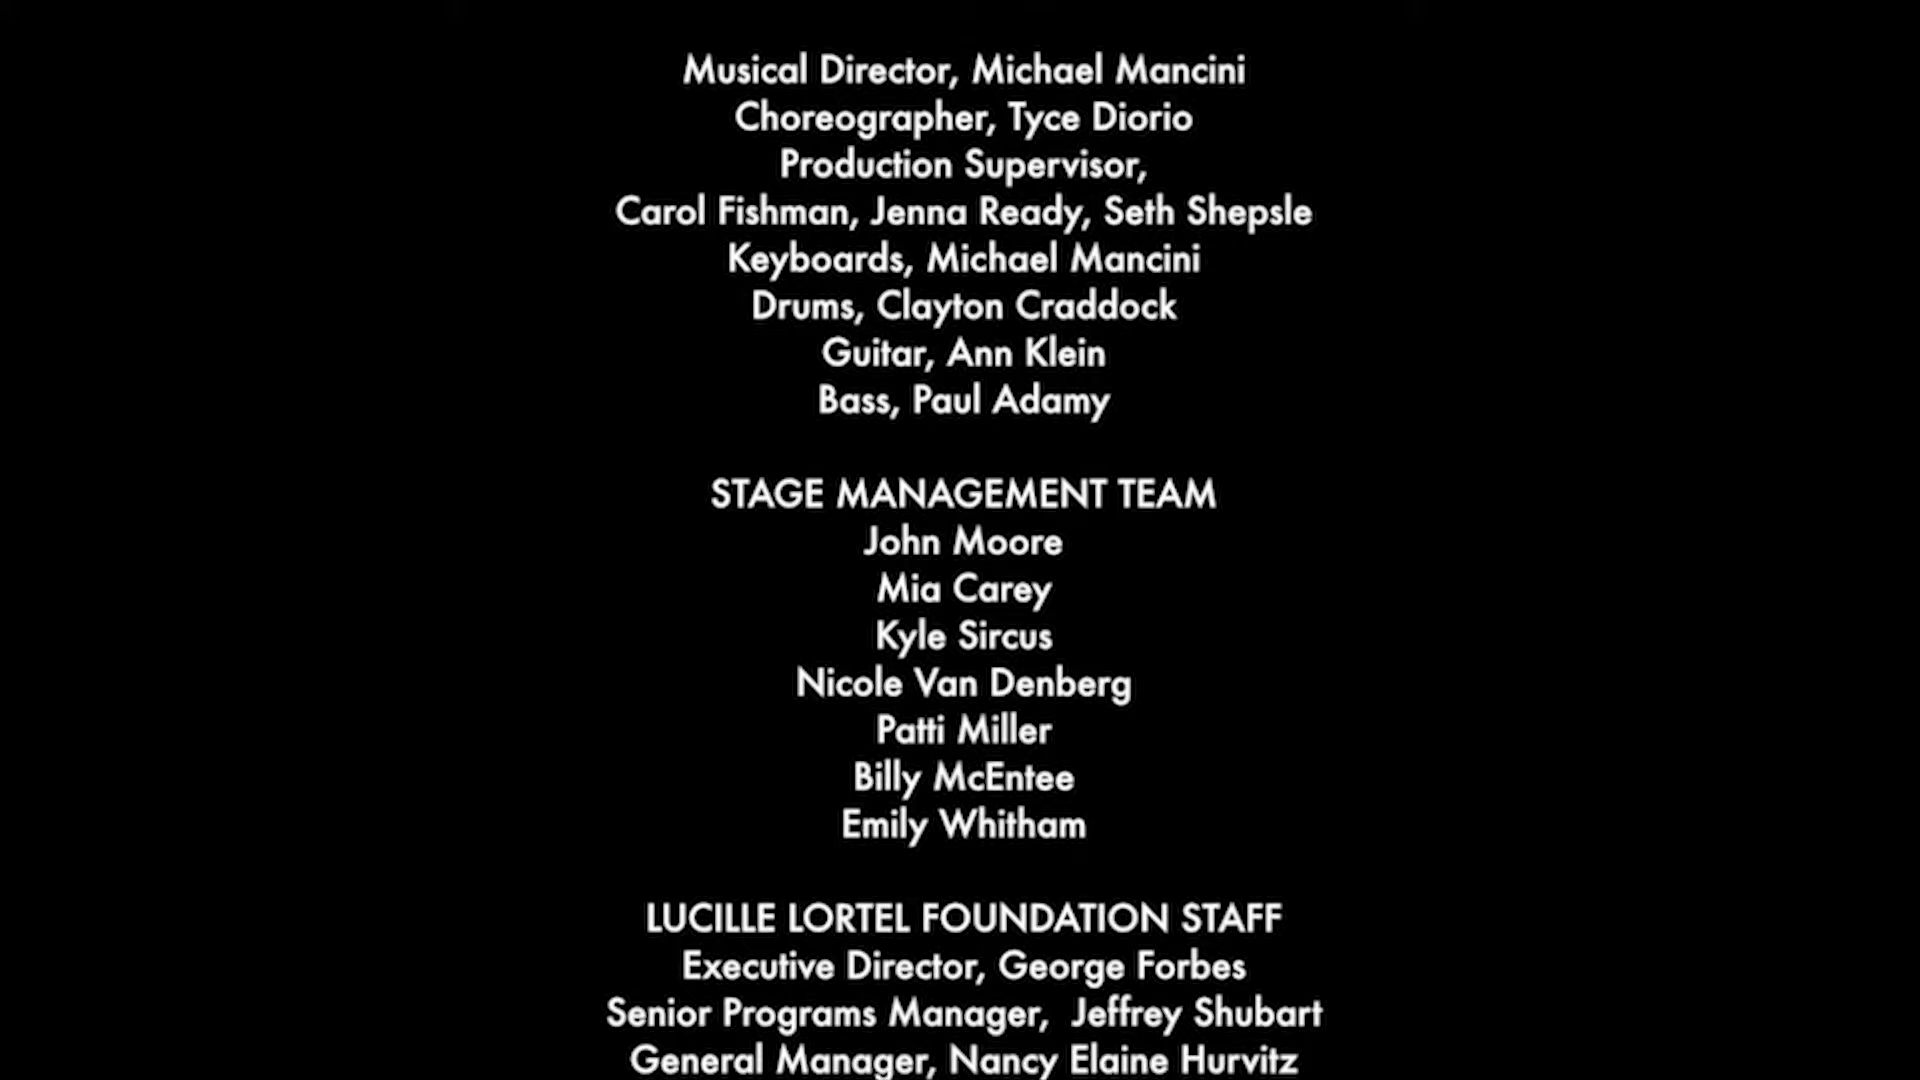 Musical Director, Michael Mancini
Choreographer, Tyce Diorio
Production Supervisor,
Carol Fishman, Jenna Ready, Seth Shepsle
Keyboards, Michael Mancini
Drums, Clayton Craddock
Guitar, Ann Klein
Bass, Paul Adamy
STAGE MANAGEMENT TEAM
John Moore
Mia Carey
Kyle Sircus
Nicole Van Denberg
Patti Miller
Billy McEntee
Emily Whitham
LUCILLE LORTEL FOUNDATION STAFF
Executive Director, George Forbes
Senior Programs Manager,  Jeffrey Shubart
General Manager, Nancy Elaine Hurvitz